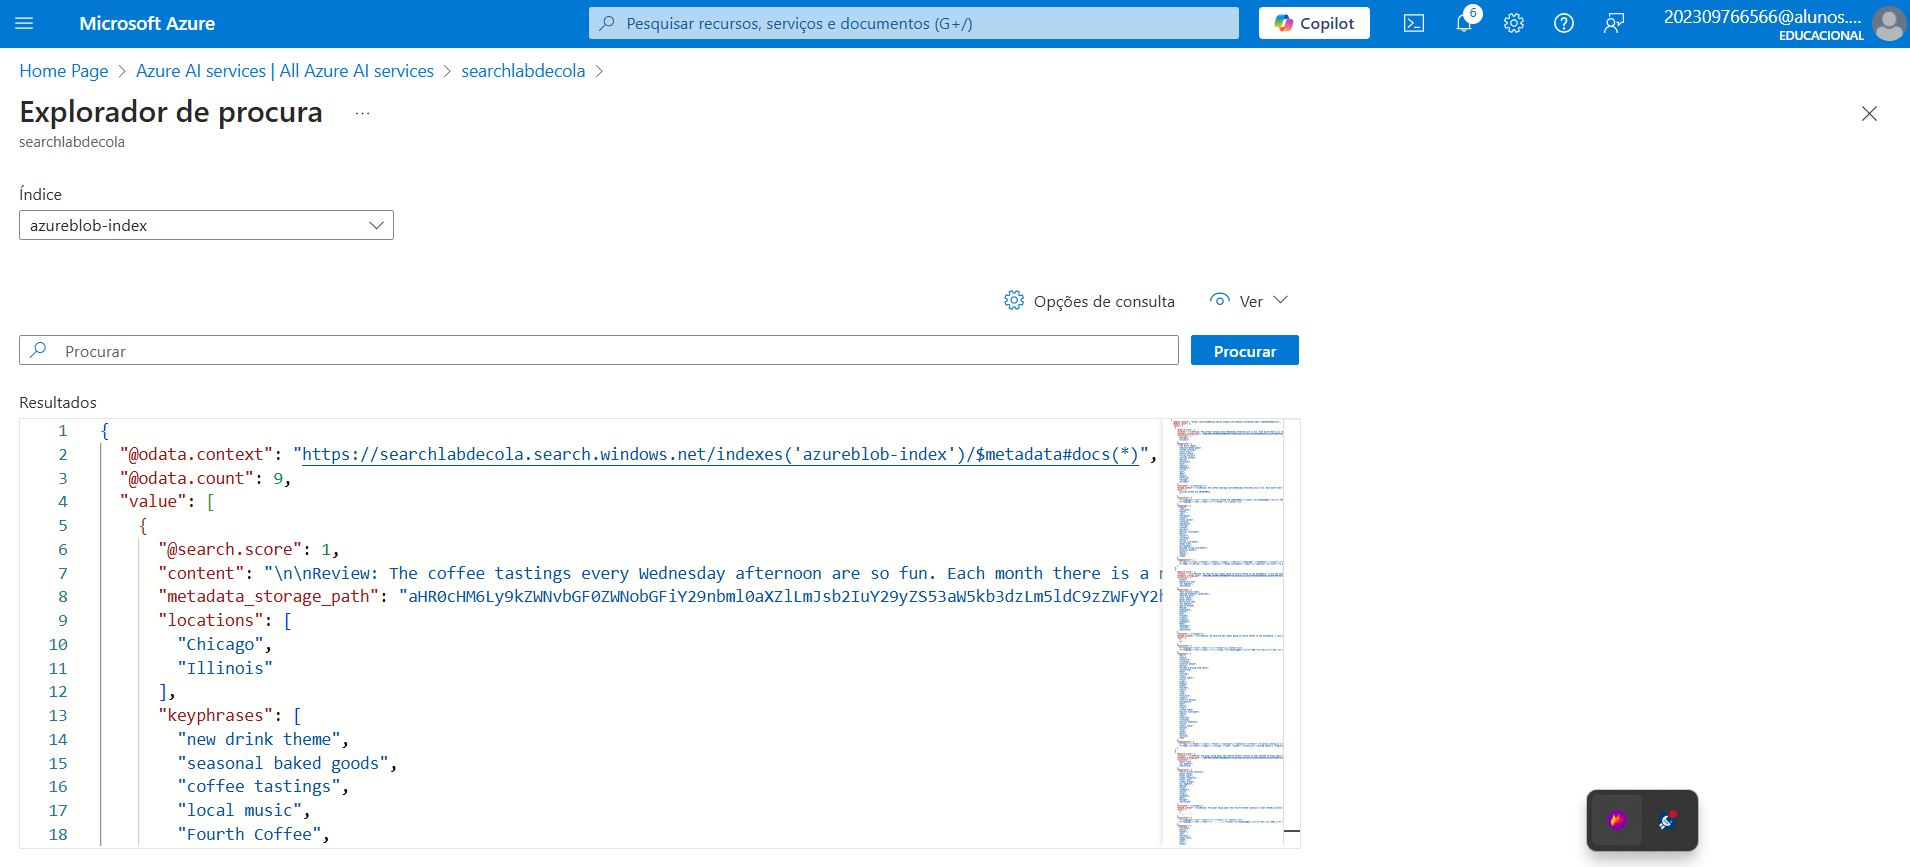 Microsoft Azure
Pesquisar recursos, serviços e documentos (G+/)
Copilot
6
202309766566@alunos....
EDUCACIONAL
Home Page > Azure AI services | All Azure AI services > searchlabdecola >
Explorador de procura ...
searchlabdecola
Índice
azureblob-index
Opções de consulta
Ver
Procurar
Procurar
Resultados
1 {
2 "@odata.context": "https://searchlabdecola.search.windows.net/indexes('azureblob-index')/$metadata#docs(*)",
3 "@odata.count": 9,
4 "value": [
5 {
6 "@search.score": 1,
7 "content": "\n\nReview: The coffee tastings every Wednesday afternoon are so fun. Each month there is a
8 "metadata_storage_path": "aHR0cHM6Ly9kZWNvbGF0ZWNobGFiY29nbml0aXZlLmJsb2IuY29yZS53aW5kb3dzLm5ldC9zZWFyY2
9 "locations": [
10 "Chicago",
11 "Illinois"
12 ],
13 "keyphrases": [
14 "new drink theme",
15 "seasonal baked goods",
16 "coffee tastings",
17 "local music",
18 "Fourth Coffee",